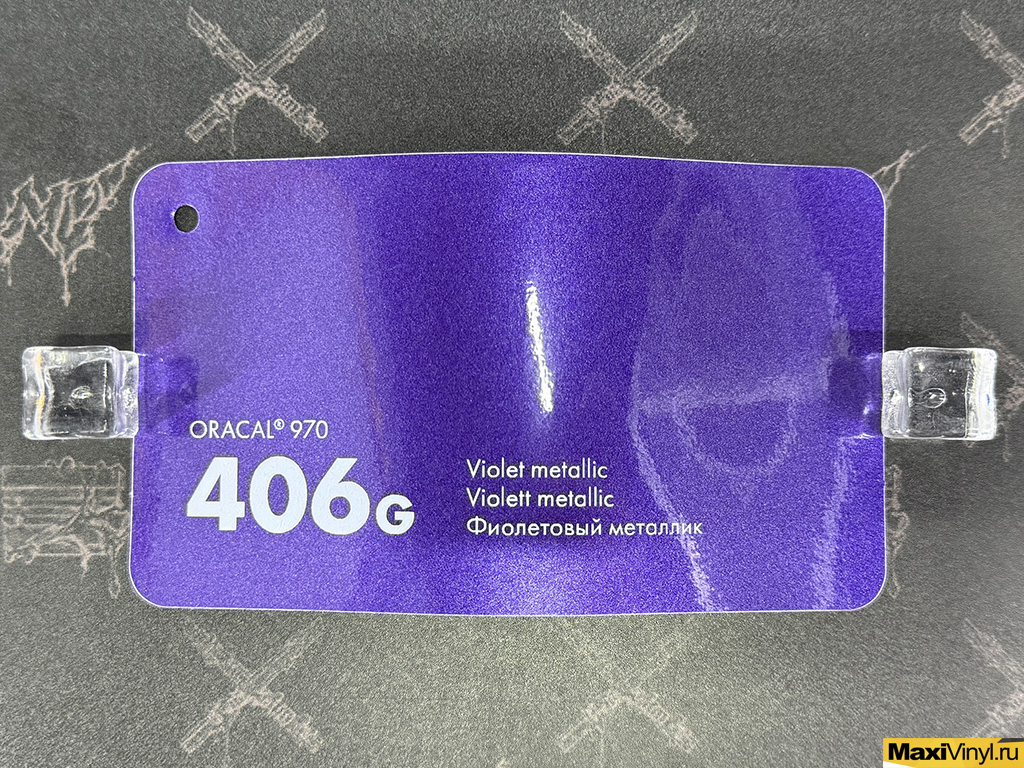 ORACAL® 970
406G
Violet metallic
Violett metallic
Фиолетовый металлик
MaxiVinyl.ru